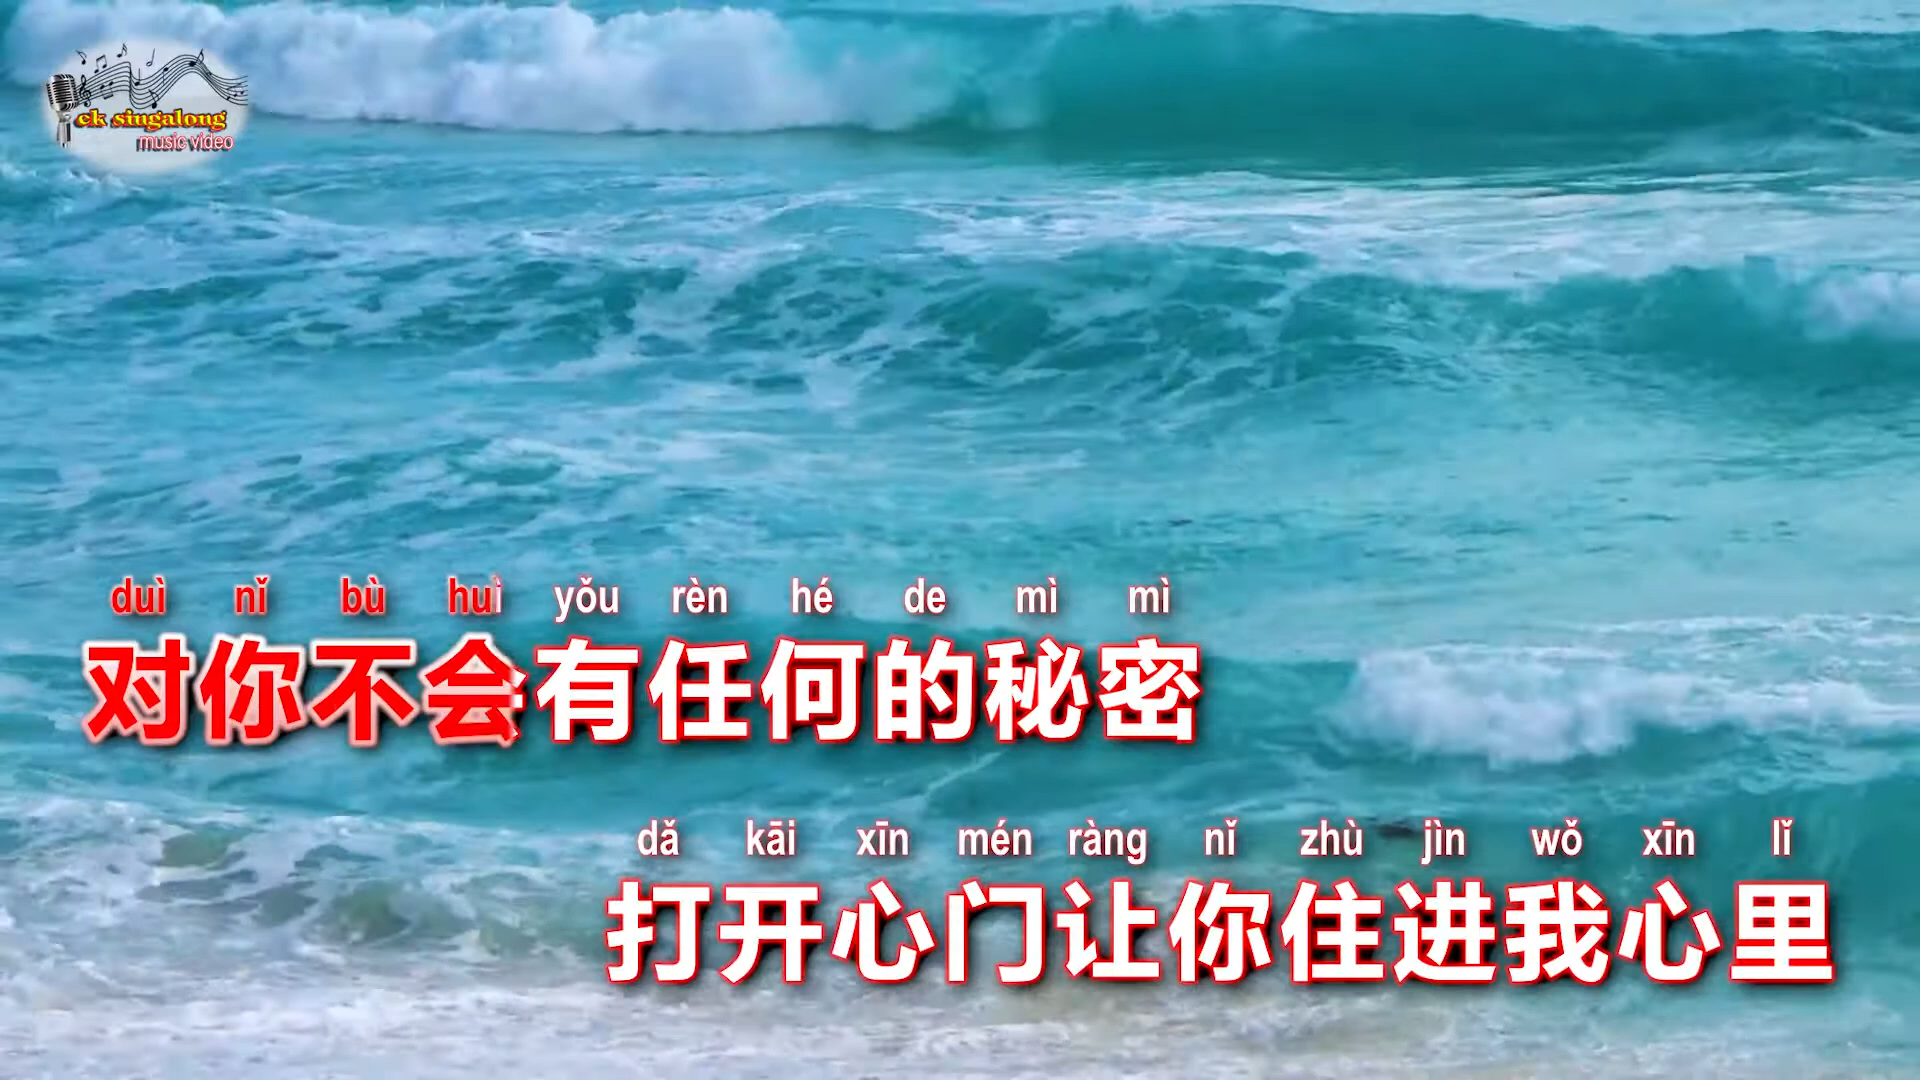 ck singalong
music video
duì nǐ bù huì yǒu rèn hé de mì mì
对你不会有任何的秘密
dǎ kāi xīn mén ràng nǐ zhù jìn wǒ xīn lǐ
打开心门让你住进我心里